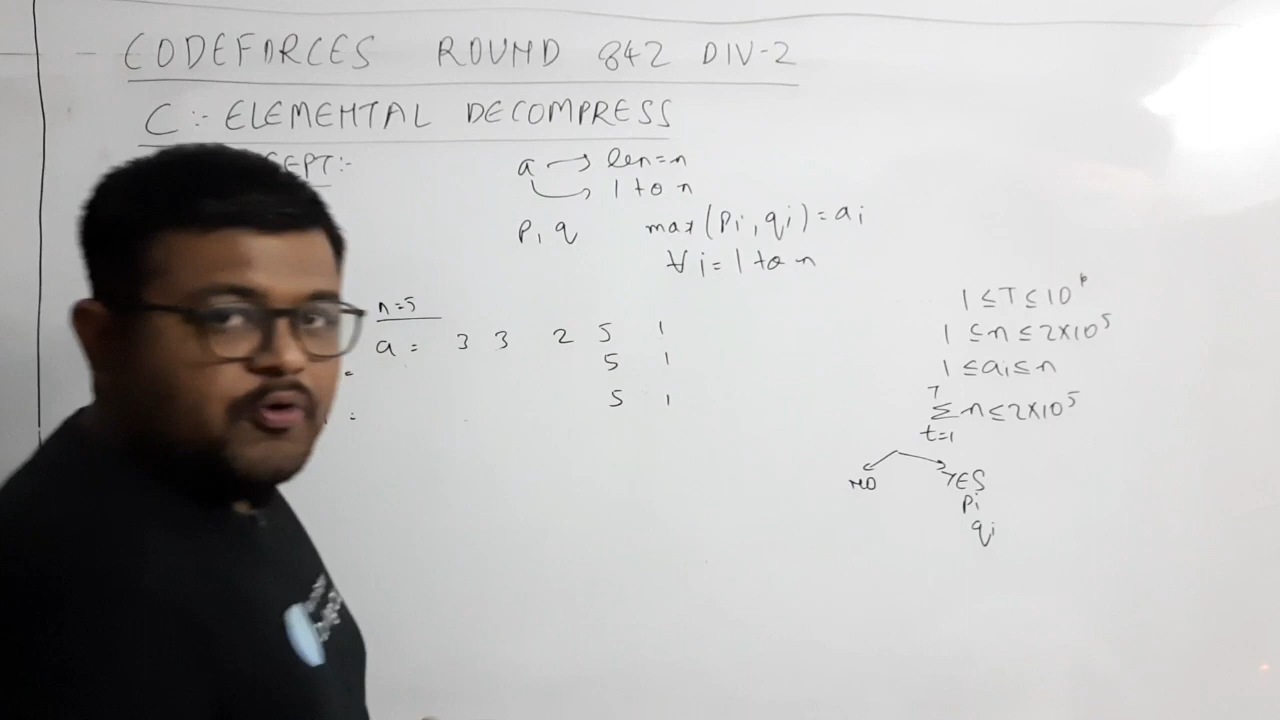 CODEFORCES ROUND 842 DIV-2
C :- ELEMENTAL DECOMPRESS
CEPT:-
a → len=n
→ 1 to n
p, q max(pi, qi) = ai
∀ i = 1 to n
n=5
a = 3 3 2 5 1
= 5 1
: 5 1
1 ≤ T ≤ 10
1 ≤ n ≤ 2×10^5
1 ≤ ai ≤ n
T
Σ n ≤ 2×10^5
t=1
NO YES
pi
qi